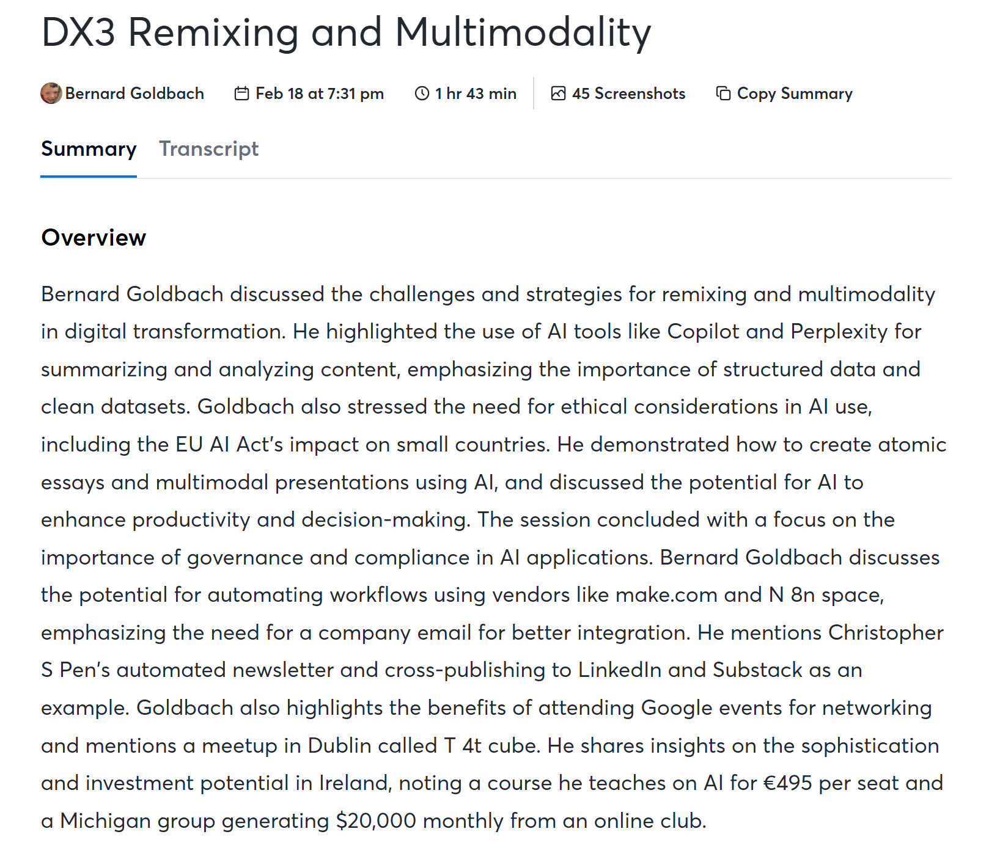 DX3 Remixing and Multimodality
Bernard Goldbach Feb 18 at 7:31 pm 1 hr 43 min 45 Screenshots Copy Summary
Summary Transcript
Overview
Bernard Goldbach discussed the challenges and strategies for remixing and multimodality
in digital transformation. He highlighted the use of AI tools like Copilot and Perplexity for
summarizing and analyzing content, emphasizing the importance of structured data and
clean datasets. Goldbach also stressed the need for ethical considerations in AI use,
including the EU AI Act's impact on small countries. He demonstrated how to create atomic
essays and multimodal presentations using AI, and discussed the potential for AI to
enhance productivity and decision-making. The session concluded with a focus on the
importance of governance and compliance in AI applications. Bernard Goldbach discusses
the potential for automating workflows using vendors like make.com and N 8n space,
emphasizing the need for a company email for better integration. He mentions Christopher
S Pen's automated newsletter and cross-publishing to LinkedIn and Substack as an
example. Goldbach also highlights the benefits of attending Google events for networking
and mentions a meetup in Dublin called T 4t cube. He shares insights on the sophistication
and investment potential in Ireland, noting a course he teaches on AI for €495 per seat and
a Michigan group generating $20,000 monthly from an online club.